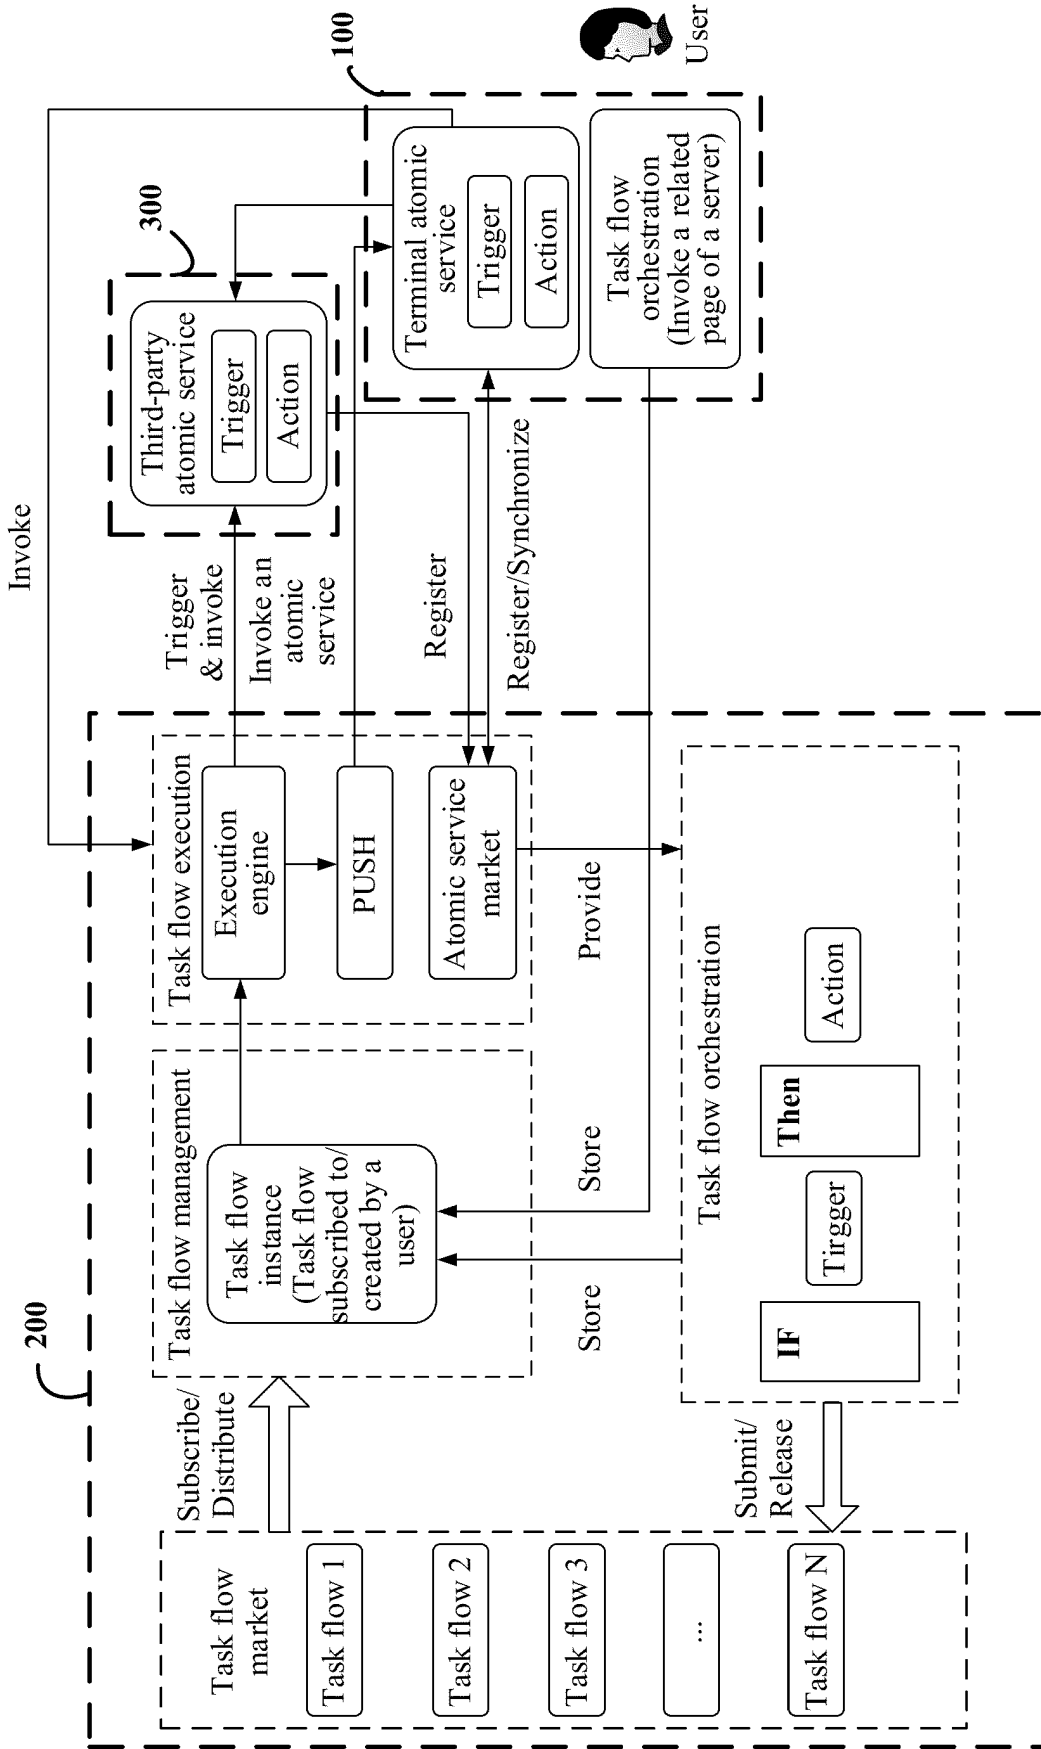 200
Task flow
market
Task flow 1
Task flow 2
Task flow 3
...
Task flow N
Subscribe/
Distribute
Submit/
Release
Task flow management
Task flow
instance
(Task flow
subscribed to/
created by a
user)
Store
Store
Task flow orchestration
IF
Tirgger
Then
Action
Task flow execution
Execution
engine
PUSH
Atomic service
market
Provide
Invoke
Trigger
& invoke
Invoke an
atomic
service
Register
Register/Synchronize
300
Third-party
atomic service
Trigger
Action
100
Terminal atomic
service
Trigger
Action
Task flow
orchestration
(Invoke a related
page of a server)
User